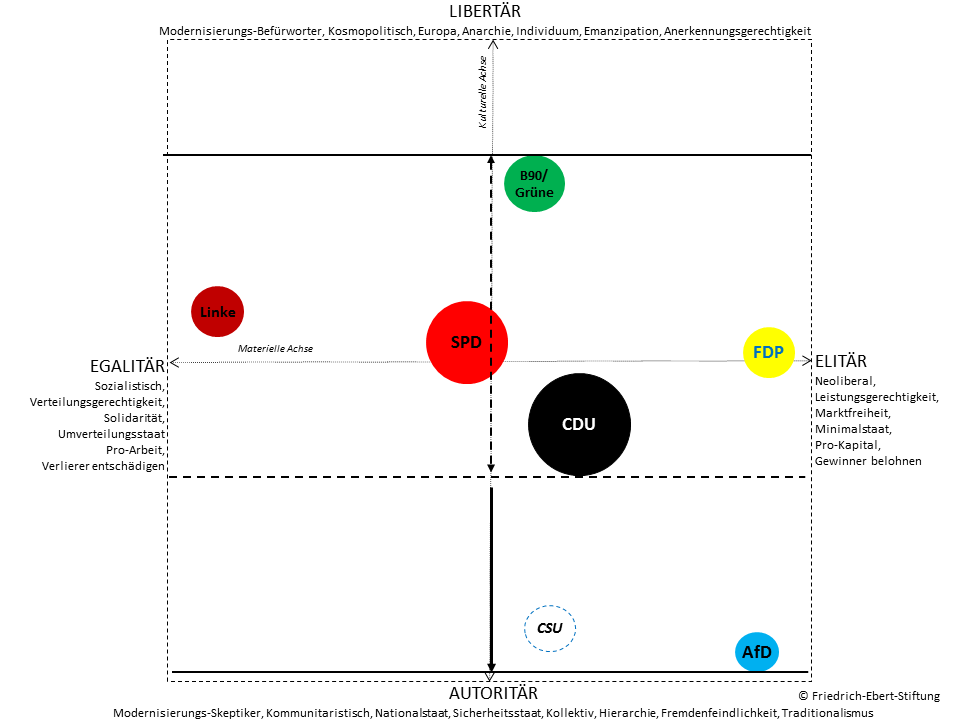 LIBERTÄR
Modernisierungs-Befürworter, Kosmopolitisch, Europa, Anarchie, Individuum, Emanzipation, Anerkennungsgerechtigkeit
Kulturelle Achse
B90/
Grüne
Linke
SPD
Materielle Achse
FDP
EGALITÄR
Sozialistisch,
Verteilungsgerechtigkeit,
Solidarität,
Umverteilungsstaat
Pro-Arbeit,
Verlierer entschädigen
ELITÄR
Neoliberal,
Leistungsgerechtigkeit,
Marktfreiheit,
Minimalstaat,
Pro-Kapital,
Gewinner belohnen
CDU
CSU
AfD
AUTORITÄR
© Friedrich-Ebert-Stiftung
Modernisierungs-Skeptiker, Kommunitaristisch, Nationalstaat, Sicherheitsstaat, Kollektiv, Hierarchie, Fremdenfeindlichkeit, Traditionalismus